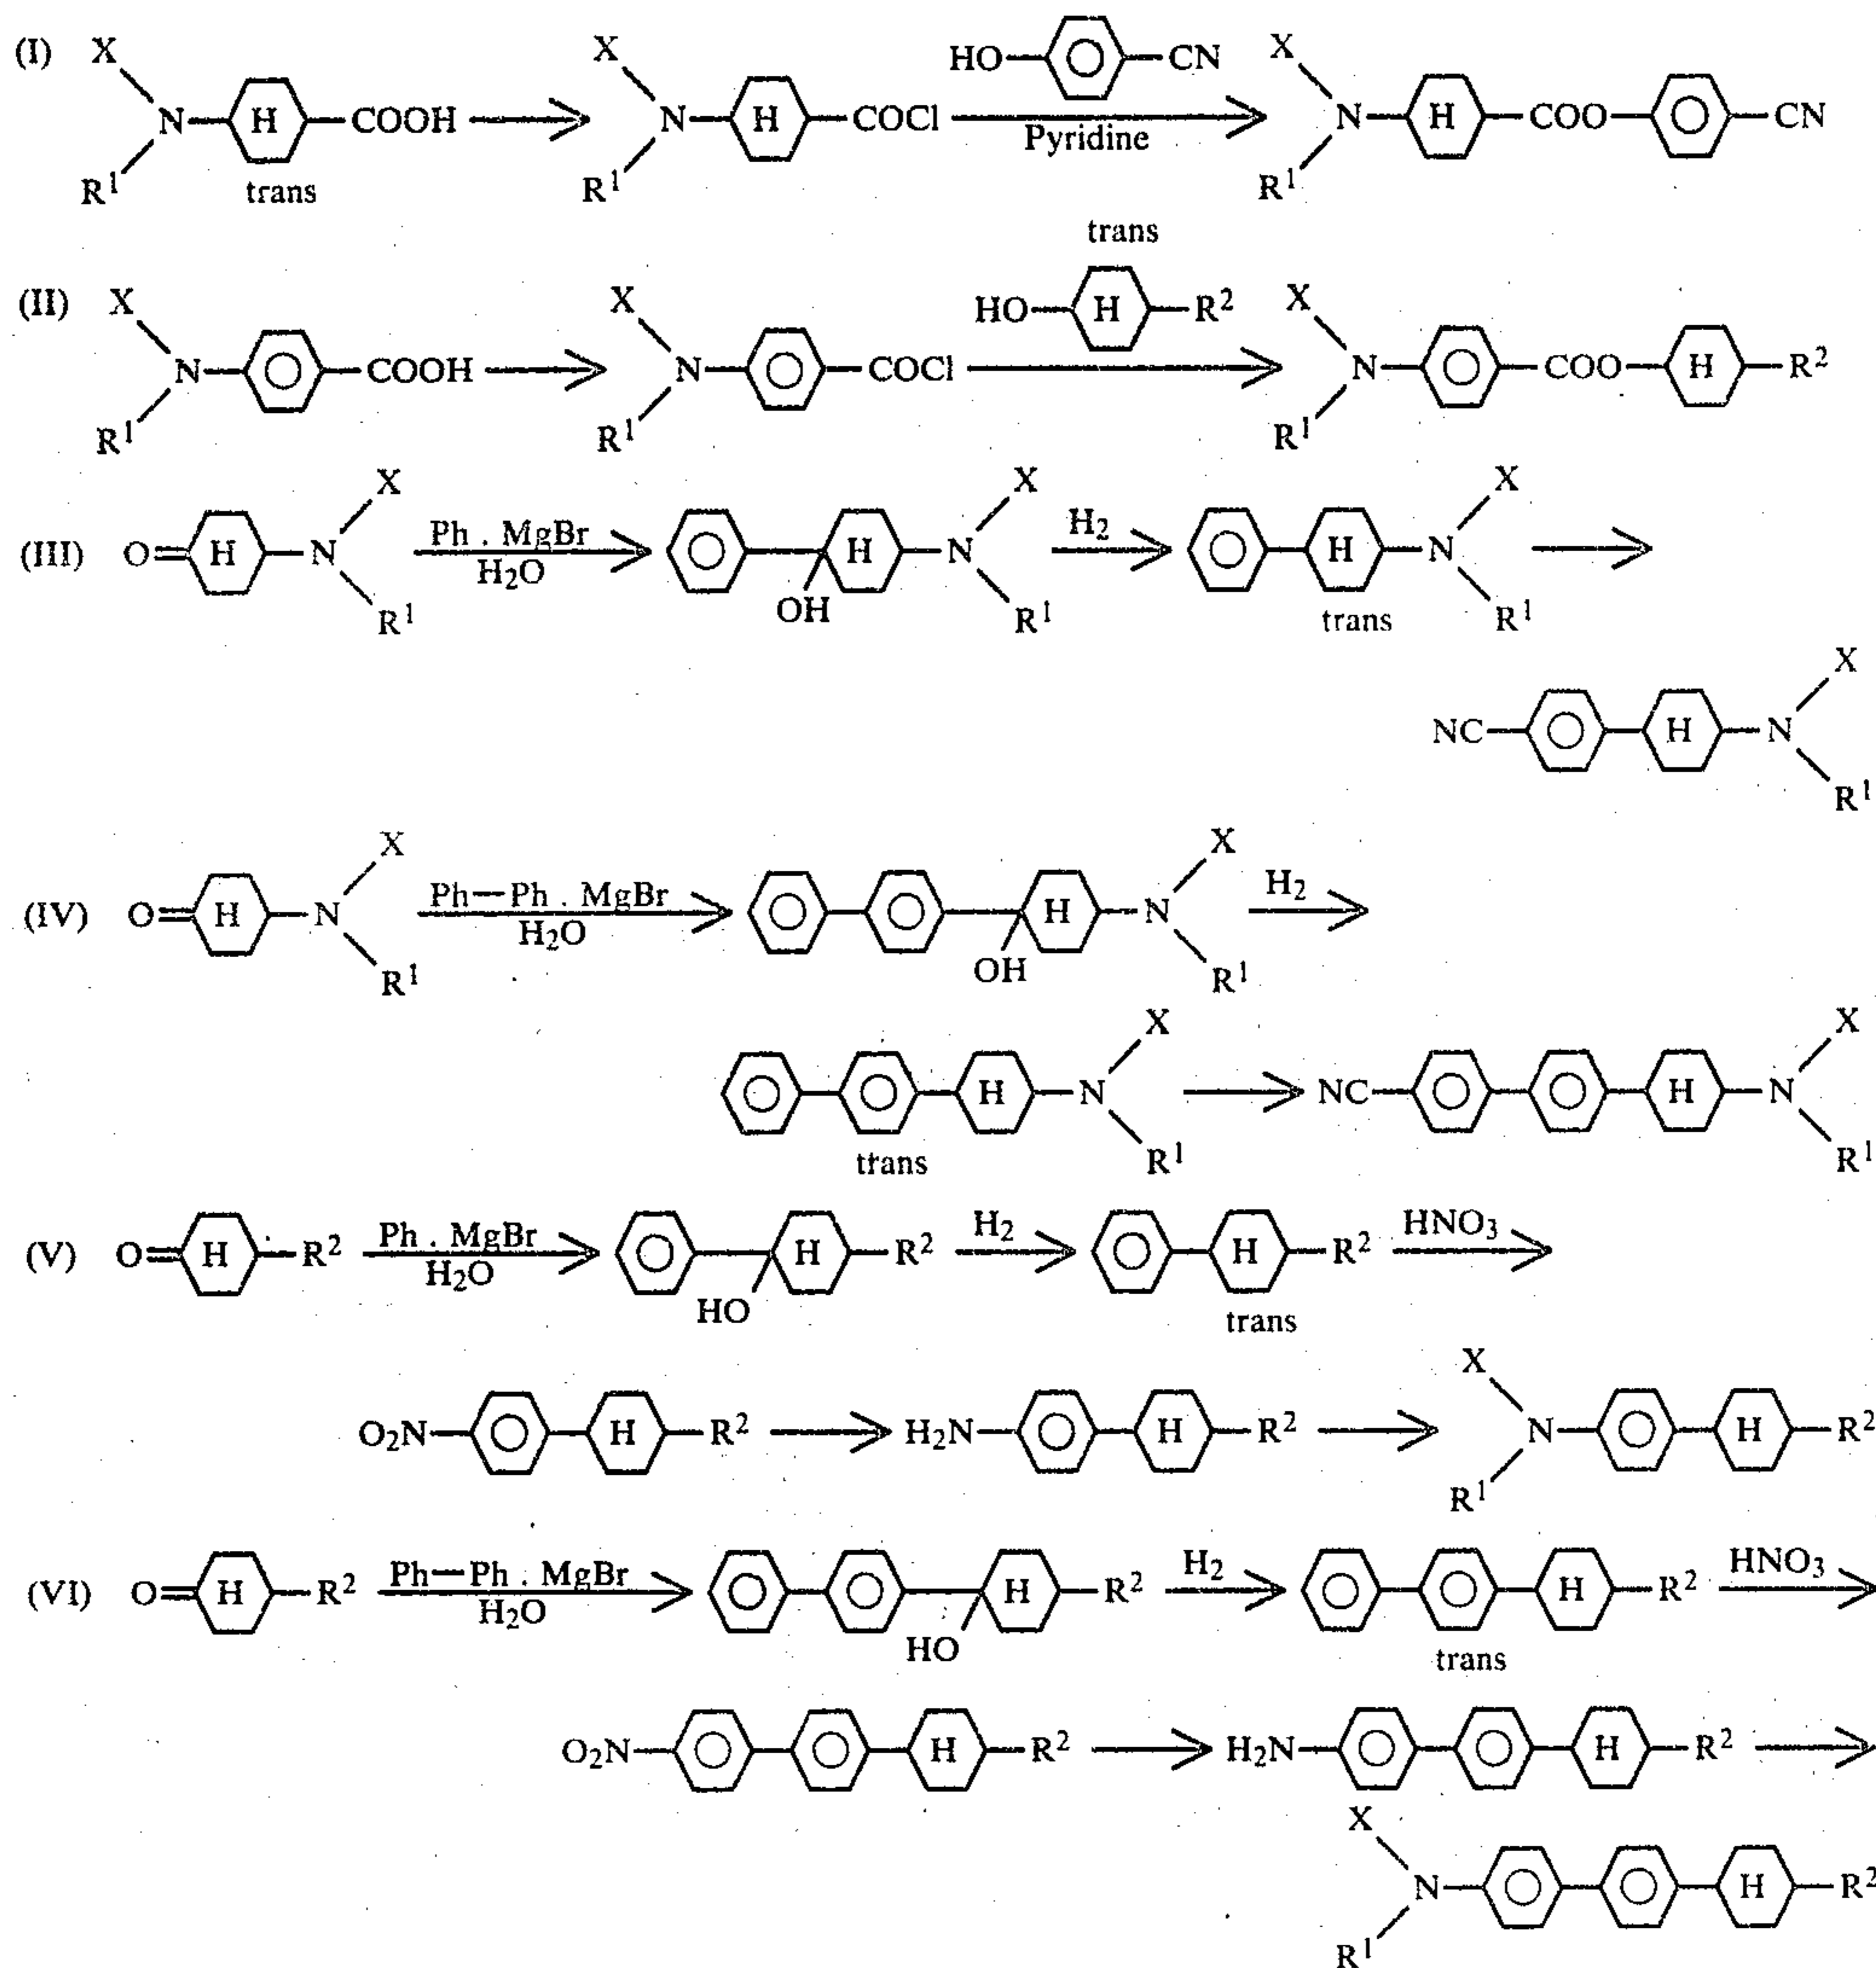 (I) X N H COOH R¹ trans X N H COCl R¹ HO CN Pyridine X N H COO CN R¹
(II) X N COOH R¹ X N COCl R¹ trans HO H R² X N COO H R² R¹
(III) O H N X R¹ Ph . MgBr H₂O OH H N X R¹ H₂ H N X R¹ trans
NC H N X R¹
(IV) O H N X R¹ Ph—Ph . MgBr H₂O OH H N X R¹ H₂
H N X R¹ trans NC H N X R¹
(V) O H R² Ph . MgBr H₂O HO H R² H₂ H R² trans HNO₃
O₂N H R² H₂N H R² X N R¹ H R²
(VI) O H R² Ph—Ph . MgBr H₂O HO H R² H₂ H R² trans HNO₃
O₂N H R² H₂N H R²
X N R¹ H R²